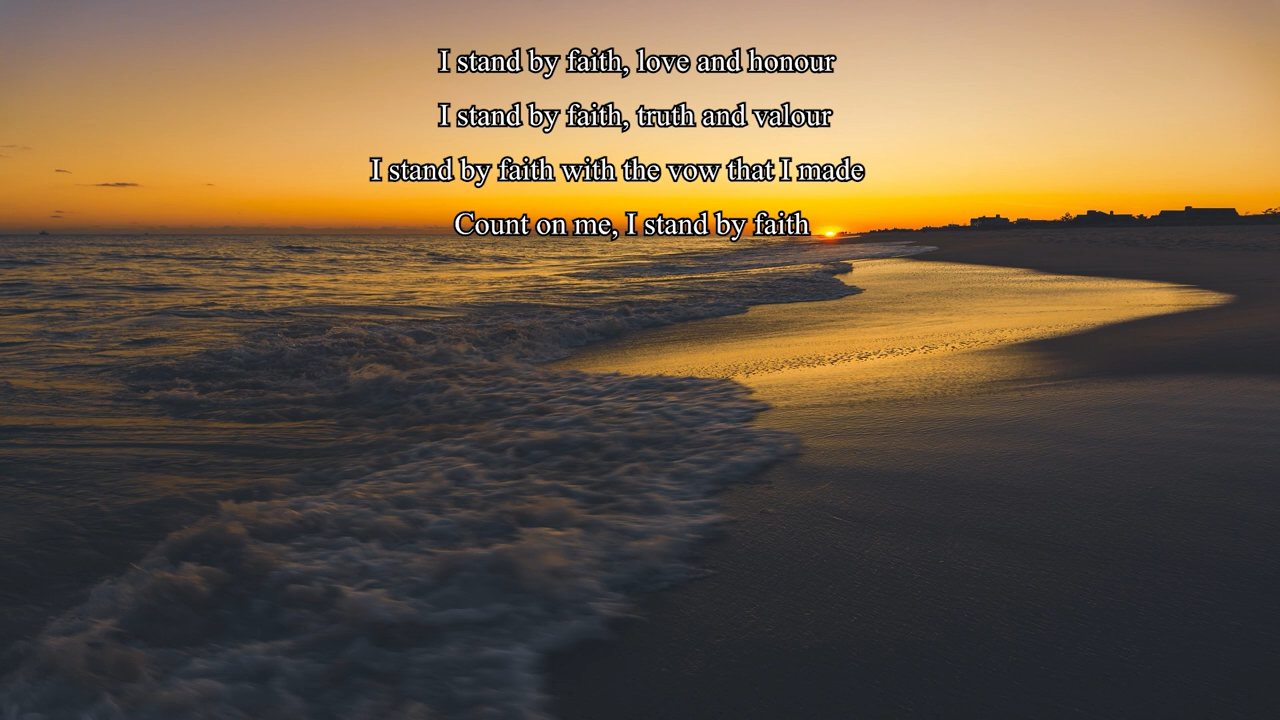 I stand by faith, love and honour
I stand by faith, truth and valour
I stand by faith with the vow that I made
Count on me, I stand by faith